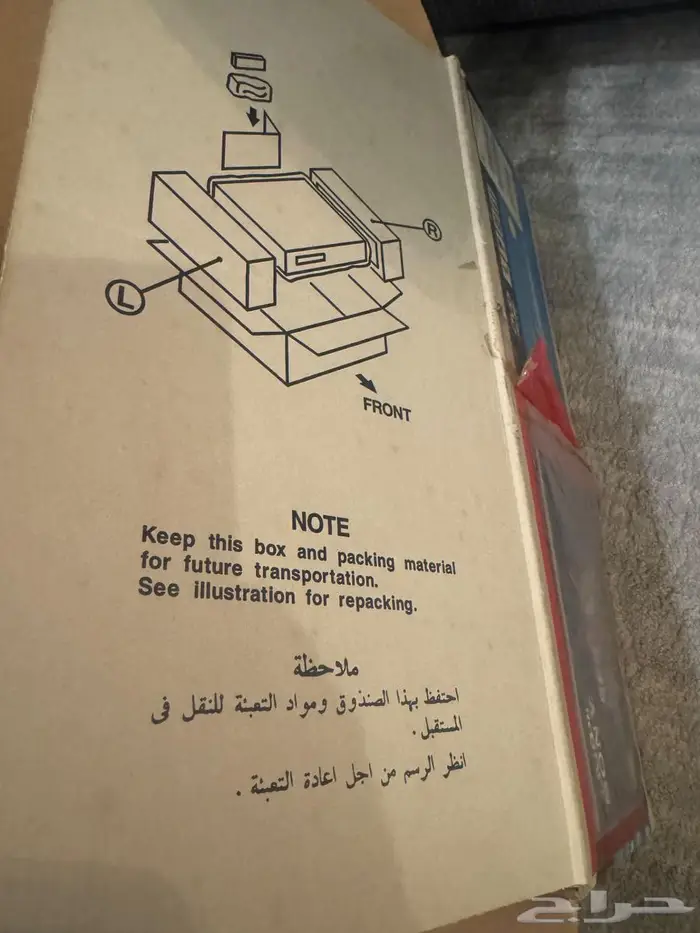 R
L
FRONT
NOTE
Keep this box and packing material
for future transportation.
See illustration for repacking.
ملاحظة
احتفظ بهذا الصندوق ومواد التعبئة للنقل فى
المستقبل.
انظر الرسم من اجل اعادة التعبئة.
حراج